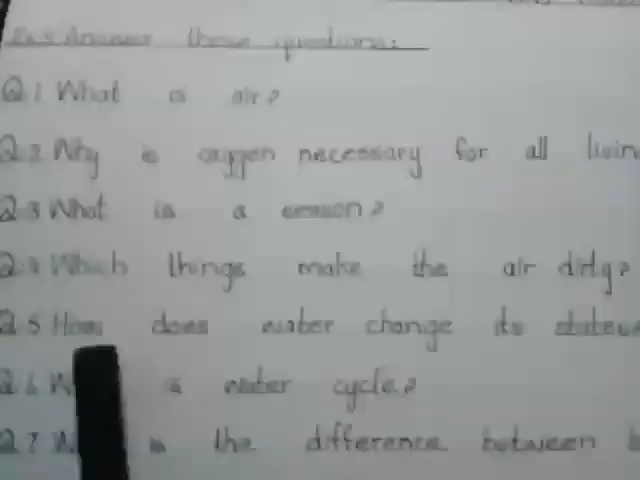 Answer these questions:
Q.1 What is air?
Q.2 Why is oxygen necessary for all livin
Q.3 What is a season?
Q.4 Which things make the air dirty?
Q.5 How does water change its
Q.6 is water cycle?
Q.7 is the difference between